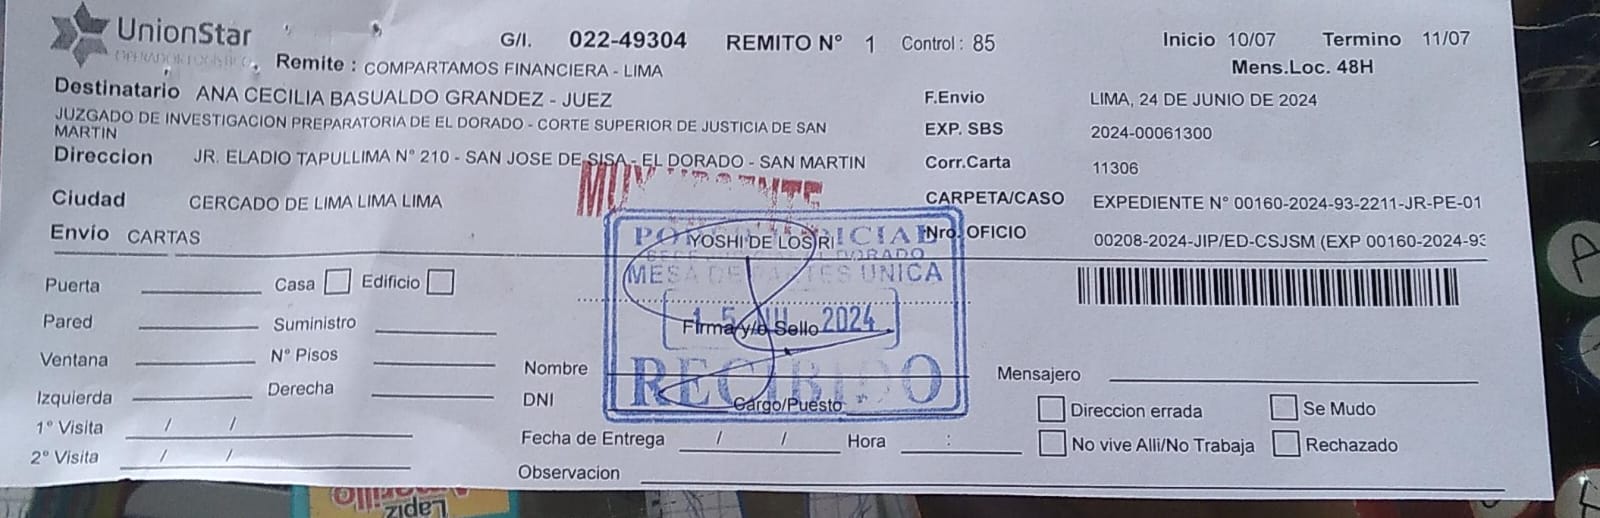 UnionStar
G/I. 022-49304 REMITO N° 1 Control : 85
Inicio 10/07 Termino 11/07
Mens.Loc. 48H
Remite : COMPARTAMOS FINANCIERA - LIMA
Destinatario ANA CECILIA BASUALDO GRANDEZ - JUEZ
JUZGADO DE INVESTIGACION PREPARATORIA DE EL DORADO - CORTE SUPERIOR DE JUSTICIA DE SAN
MARTIN
Direccion JR. ELADIO TAPULLIMA N° 210 - SAN JOSE DE SISA - EL DORADO - SAN MARTIN
Ciudad CERCADO DE LIMA LIMA LIMA
Envío CARTAS
F.Envio LIMA, 24 DE JUNIO DE 2024
EXP. SBS 2024-00061300
Corr.Carta 11306
CARPETA/CASO EXPEDIENTE N° 00160-2024-93-2211-JR-PE-01
Nro. OFICIO 00208-2024-JIP/ED-CSJSM (EXP 00160-2024-93
MUY URGENTE
YOSHI DE LOS RI
DORADO
MESA DE PARTES UNICA
2024
RECIBIDO
Puerta Casa Edificio
Pared Suministro
Ventana N° Pisos
Izquierda Derecha
1° Visita / /
2° Visita / /
Firma y/o Sello
Nombre
DNI
Cargo/Puesto
Fecha de Entrega / / Hora :
Observacion
Mensajero
Direccion errada Se Mudo
No vive Alli/No Trabaja Rechazado
Lapiz